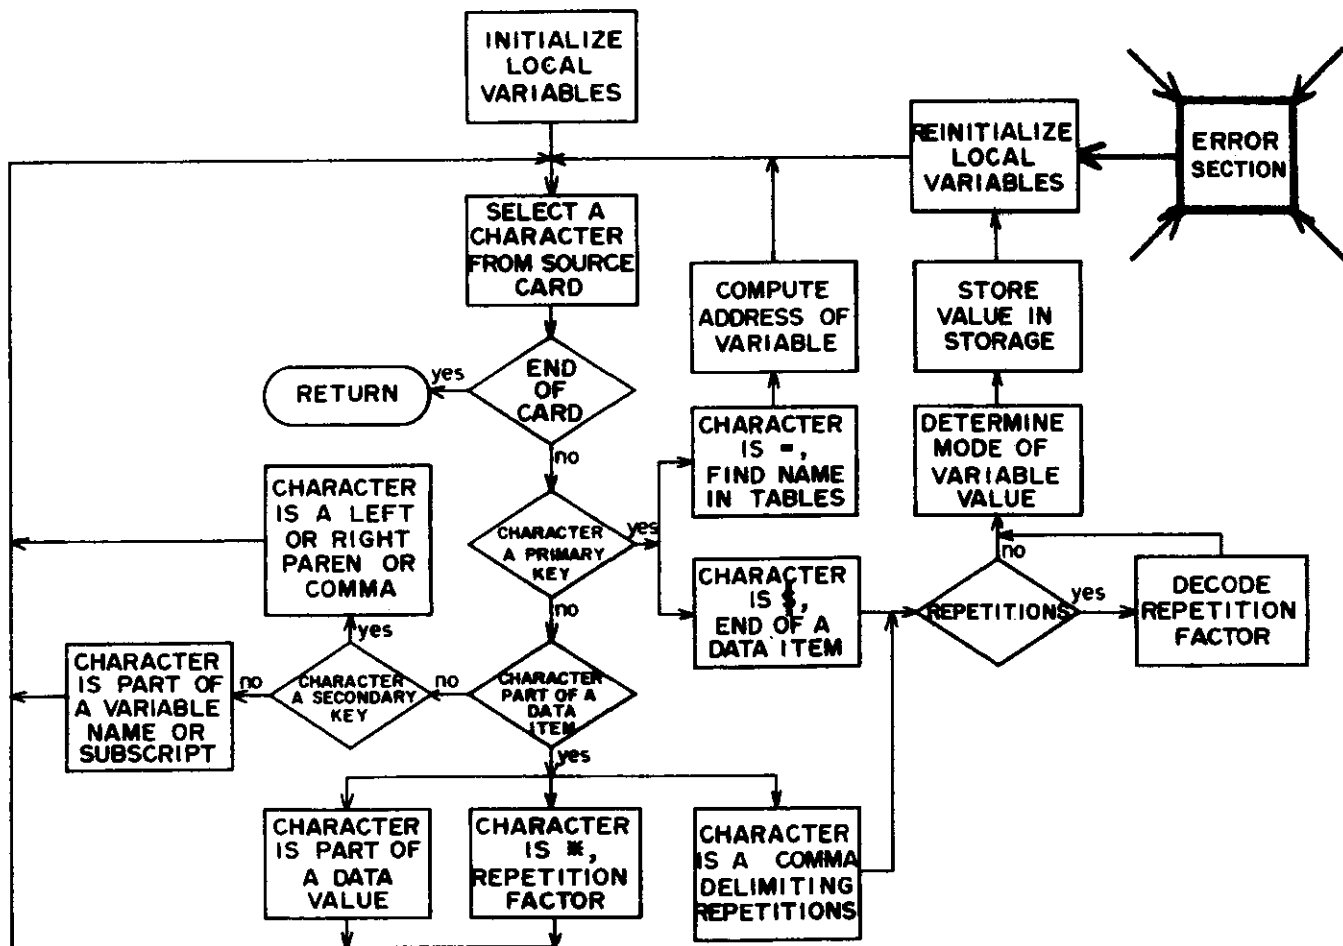 INITIALIZE
LOCAL
VARIABLES
REINITIALIZE
LOCAL
VARIABLES
ERROR
SECTION
SELECT A
CHARACTER
FROM SOURCE
CARD
COMPUTE
ADDRESS OF
VARIABLE
STORE
VALUE IN
STORAGE
END
OF
CARD
yes
RETURN
no
CHARACTER
IS =,
FIND NAME
IN TABLES
DETERMINE
MODE OF
VARIABLE
VALUE
CHARACTER
IS A LEFT
OR RIGHT
PAREN OR
COMMA
CHARACTER
A PRIMARY
KEY
yes
no
CHARACTER
IS $,
END OF A
DATA ITEM
REPETITIONS
no
yes
DECODE
REPETITION
FACTOR
CHARACTER
IS PART OF
A VARIABLE
NAME OR
SUBSCRIPT
no
CHARACTER
A SECONDARY
KEY
yes
no
CHARACTER
PART OF A
DATA
ITEM
yes
CHARACTER
IS PART OF
A DATA
VALUE
CHARACTER
IS *,
REPETITION
FACTOR
CHARACTER
IS A COMMA
DELIMITING
REPETITIONS